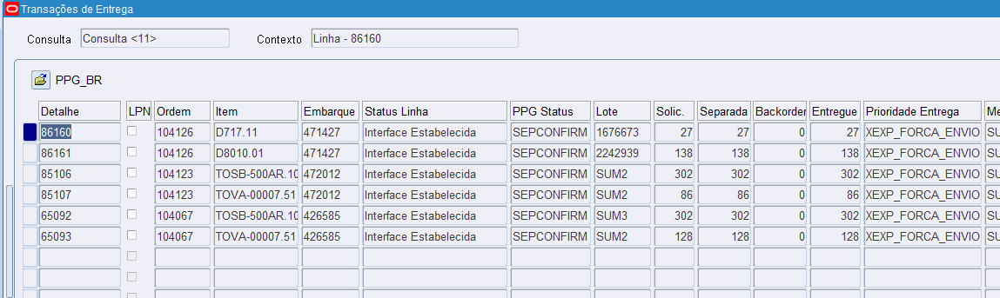 Transações de Entrega
Consulta Consulta <11> Contexto Linha - 86160
PPG_BR
Detalhe LPN Ordem Item Embarque Status Linha PPG Status Lote Solic. Separada Backorder Entregue Prioridade Entrega Me
86160 104126 D717.11 471427 Interface Estabelecida SEPCONFIRM 1676673 27 27 0 27 XEXP_FORCA_ENVIO SU
86161 104126 D8010.01 471427 Interface Estabelecida SEPCONFIRM 2242939 138 138 0 138 XEXP_FORCA_ENVIO SU
85106 104123 TOSB-500AR.10 472012 Interface Estabelecida SEPCONFIRM SUM2 302 302 0 302 XEXP_FORCA_ENVIO SU
85107 104123 TOVA-00007.51 472012 Interface Estabelecida SEPCONFIRM SUM2 86 86 0 86 XEXP_FORCA_ENVIO SU
65092 104067 TOSB-500AR.10 426585 Interface Estabelecida SEPCONFIRM SUM3 302 302 0 302 XEXP_FORCA_ENVIO SU
65093 104067 TOVA-00007.51 426585 Interface Estabelecida SEPCONFIRM SUM2 128 128 0 128 XEXP_FORCA_ENVIO SU